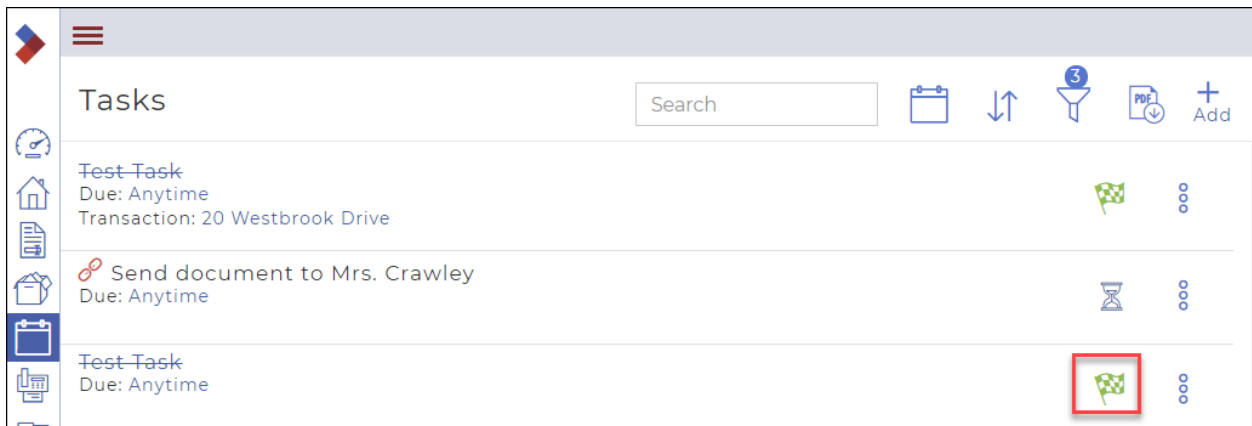 3
Tasks
Search
PDF
Add
Test Task
Due: Anytime
Transaction: 20 Westbrook Drive
Send document to Mrs. Crawley
Due: Anytime
Test Task
Due: Anytime